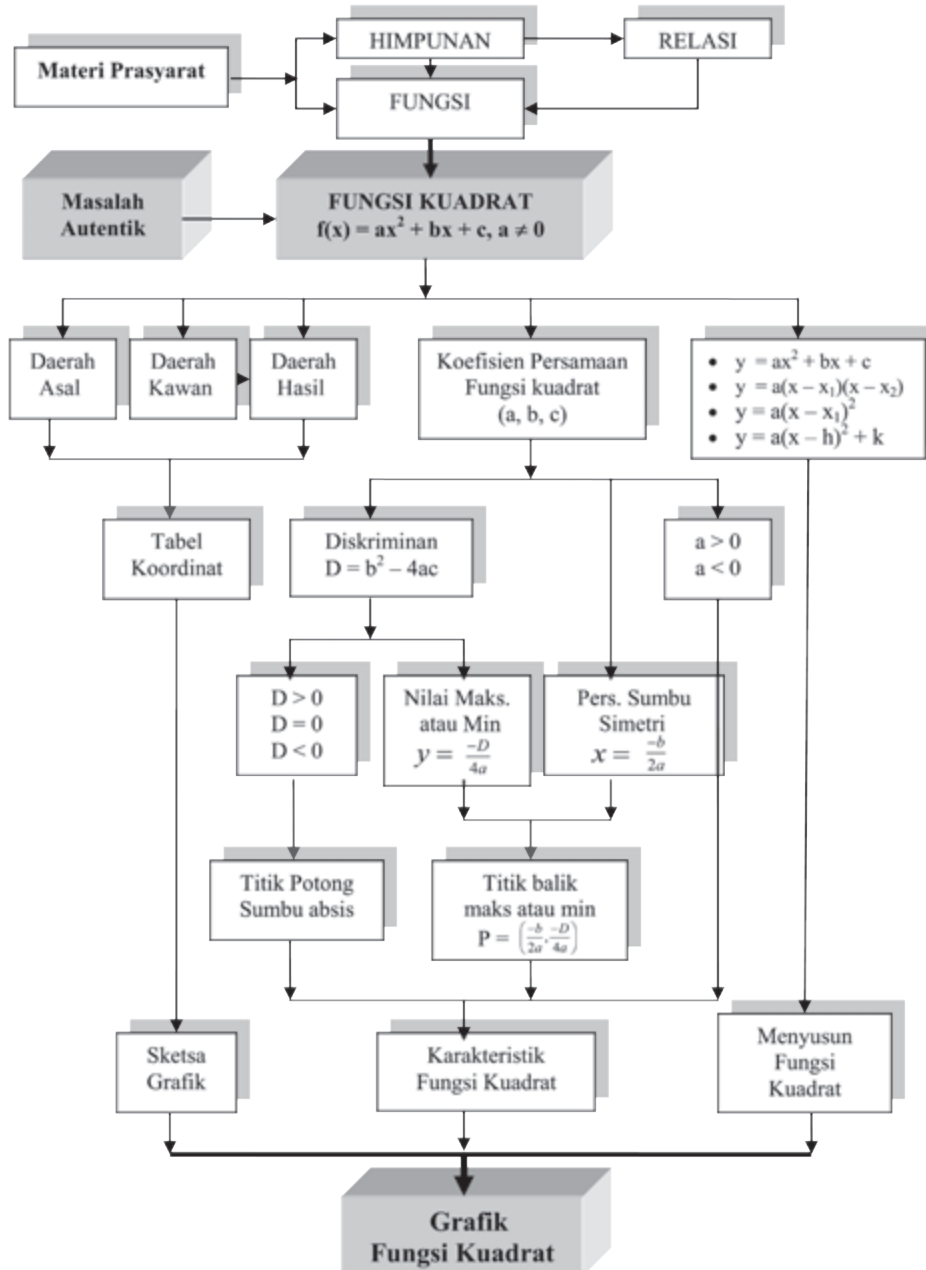 HIMPUNAN
RELASI
Materi Prasyarat
FUNGSI
Masalah
Autentik
FUNGSI KUADRAT
f(x) = ax² + bx + c, a ≠ 0
Daerah
Asal
Daerah
Kawan
Daerah
Hasil
Koefisien Persamaan
Fungsi kuadrat
(a, b, c)
• y = ax² + bx + c
• y = a(x – x₁)(x – x₂)
• y = a(x – x₁)²
• y = a(x – h)² + k
Tabel
Koordinat
Diskriminan
D = b² – 4ac
a > 0
a < 0
D > 0
D = 0
D < 0
Nilai Maks.
atau Min
y = -D/4a
Pers. Sumbu
Simetri
x = -b/2a
Titik Potong
Sumbu absis
Titik balik
maks atau min
P = (-b/2a, -D/4a)
Sketsa
Grafik
Karakteristik
Fungsi Kuadrat
Menyusun
Fungsi
Kuadrat
Grafik
Fungsi Kuadrat